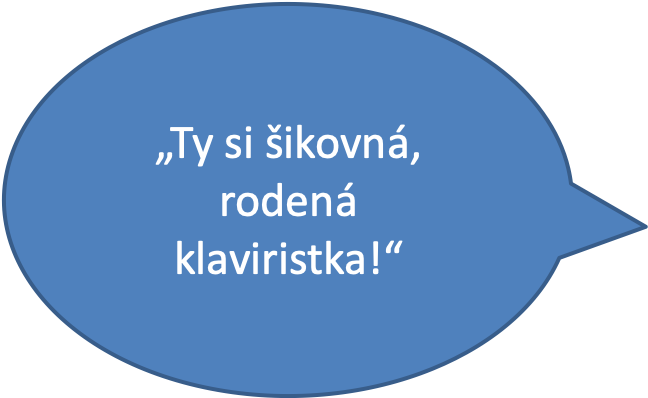 „Ty si šikovná,
rodená
klaviristka!“